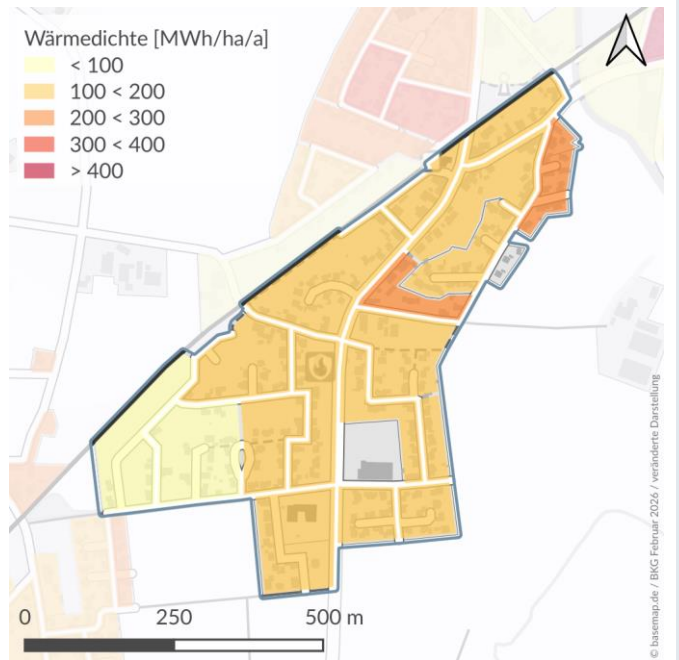 Wärmedichte [MWh/ha/a]
< 100
100 < 200
200 < 300
300 < 400
> 400
0 250 500 m
© basemap.de / BKG Februar 2026 / veränderte Darstellung